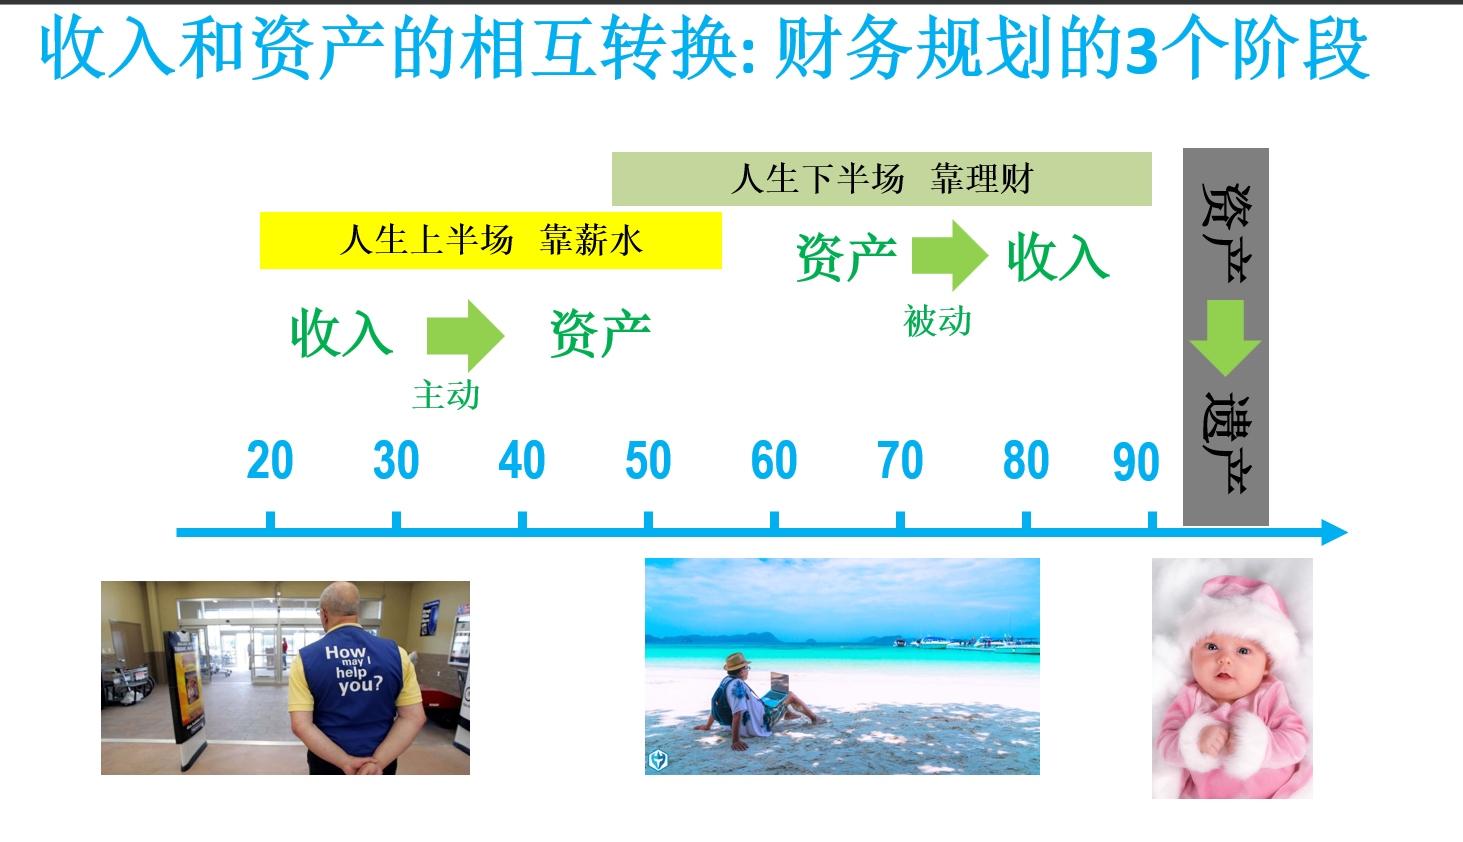 收入和资产的相互转换: 财务规划的3个阶段
人生下半场 靠理财
人生上半场 靠薪水
资产
收入
被动
收入
资产
主动
资产
遗产
20 30 40 50 60 70 80 90
How
may I
help
you?